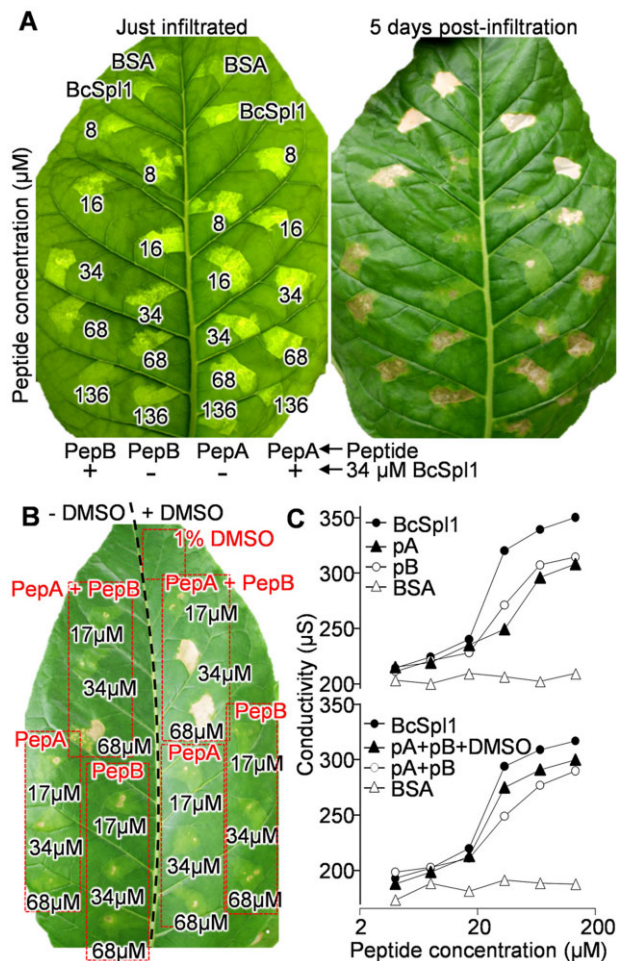 A
Just infiltrated
5 days post-infiltration
BSA BSA
BcSpl1 BcSpl1
8 8 8 8
16 16 16 16
34 34 34 34
68 68 68 68
136 136 136 136
Peptide concentration (µM)
PepB PepB PepA PepA ← Peptide
+ - - + ← 34 µM BcSpl1
B
- DMSO + DMSO
1% DMSO
PepA + PepB
17µM
34µM
68µM
PepA
17µM
34µM
68µM
PepB
17µM
34µM
68µM
PepA + PepB
17µM
34µM
68µM
PepA
17µM
34µM
68µM
PepB
17µM
34µM
68µM
C
350
300
250
200
BcSpl1
pA
pB
BSA
Conductivity (µS)
350
300
250
200
BcSpl1
pA+pB+DMSO
pA+pB
BSA
2 20 200
Peptide concentration (µM)